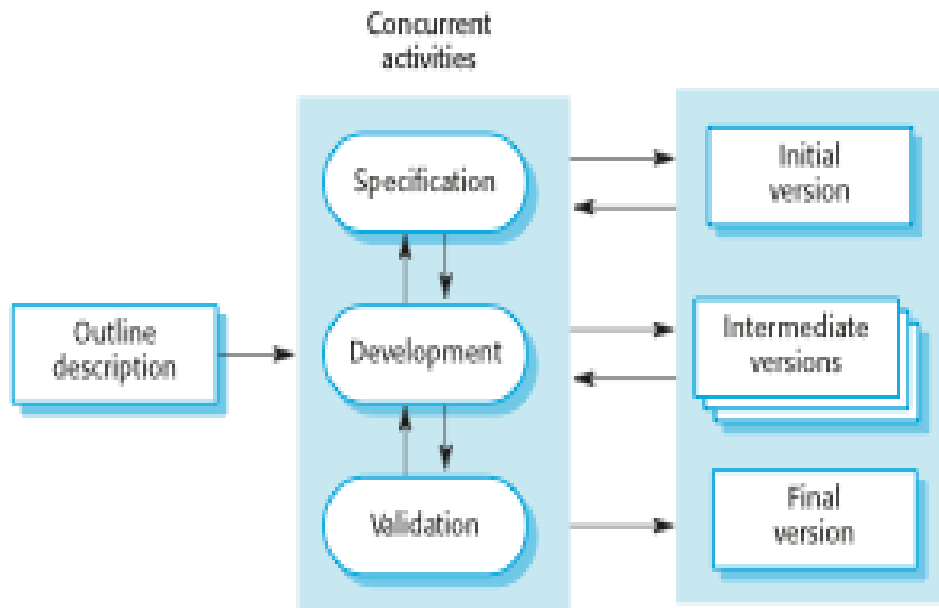 Concurrent
activities
Specification
Initial
version
Outline
description
Development
Intermediate
versions
Validation
Final
version